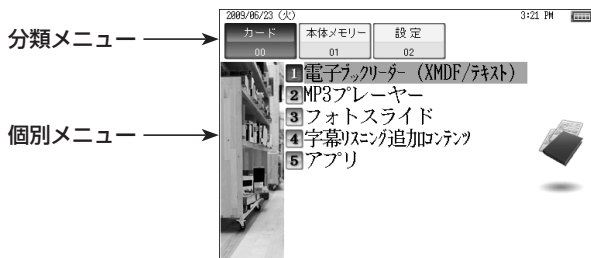 2009/06/23 (火) 3:21 PM
分類メニュー
カード 本体メモリー 設定
00 01 02
個別メニュー
1 電子ブックリーダー (XMDF/テキスト)
2 MP3プレーヤー
3 フォトスライド
4 字幕リスニング追加コンテンツ
5 アプリ